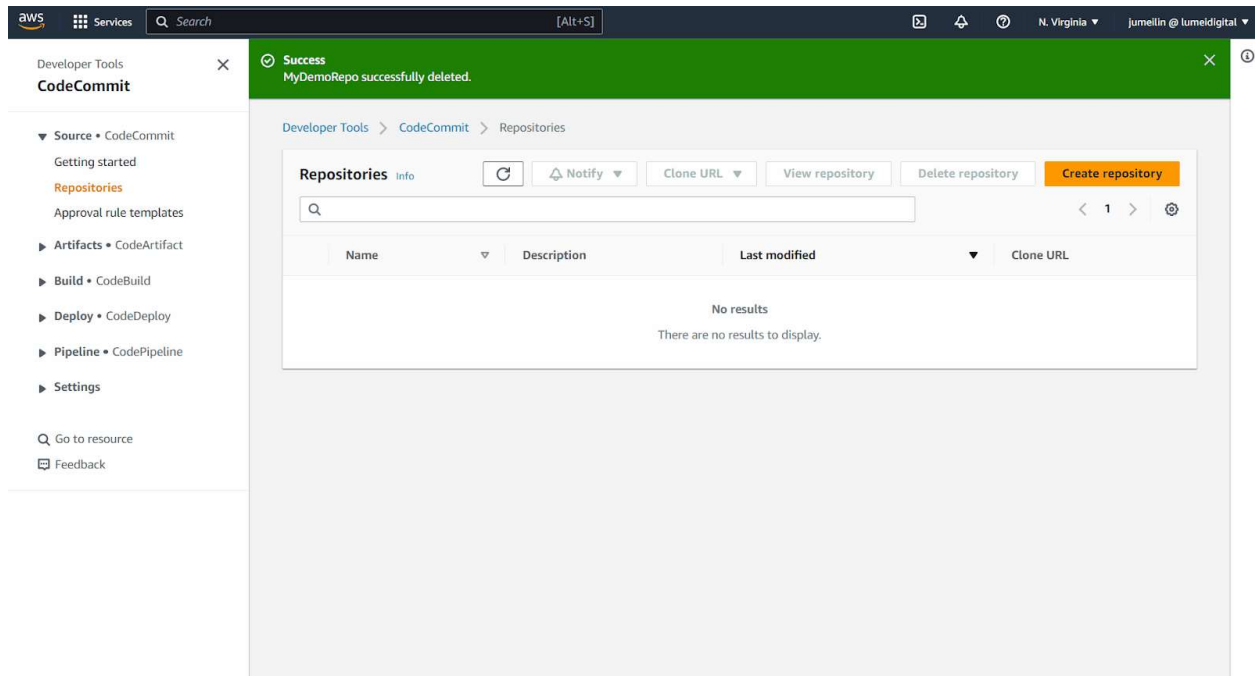 aws Services Search [Alt+S] N. Virginia jumeilin @ lumeidigital
Developer Tools
CodeCommit
Source • CodeCommit
Getting started
Repositories
Approval rule templates
Artifacts • CodeArtifact
Build • CodeBuild
Deploy • CodeDeploy
Pipeline • CodePipeline
Settings
Go to resource
Feedback
Success
MyDemoRepo successfully deleted.
Developer Tools > CodeCommit > Repositories
Repositories Info Notify Clone URL View repository Delete repository Create repository
< 1 >
Name Description Last modified Clone URL
No results
There are no results to display.